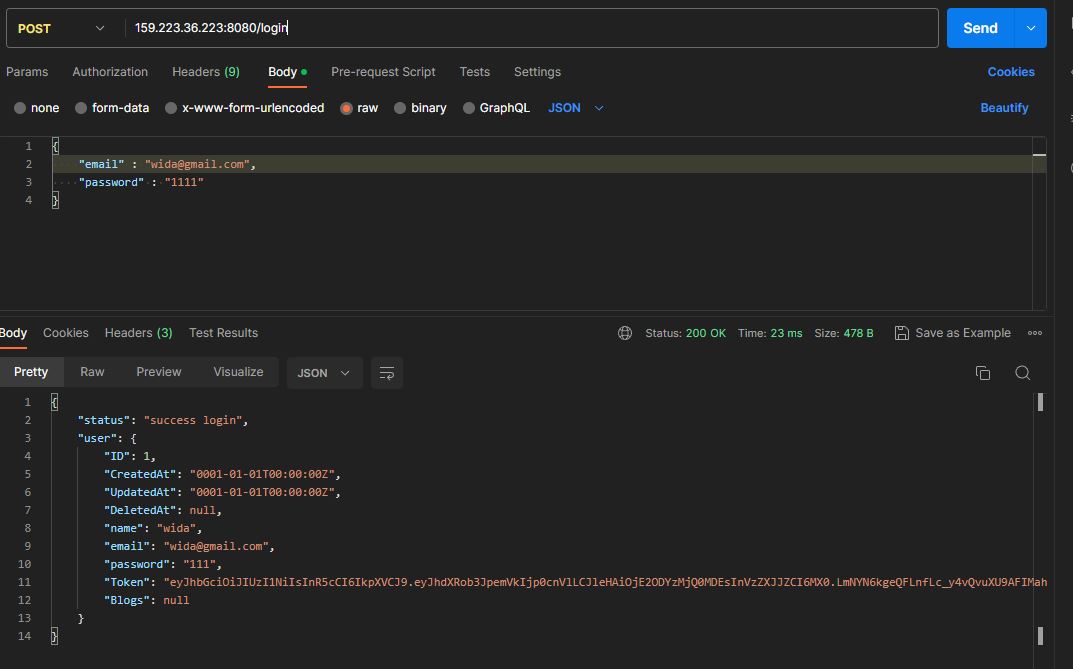 POST 159.223.36.223:8080/login Send
Params Authorization Headers (9) Body Pre-request Script Tests Settings Cookies
none form-data x-www-form-urlencoded raw binary GraphQL JSON Beautify
1 {
2 "email" : "wida@gmail.com",
3 "password" : "1111"
4 }
Body Cookies Headers (3) Test Results Status: 200 OK Time: 23 ms Size: 478 B Save as Example
Pretty Raw Preview Visualize JSON
1 {
2 "status": "success login",
3 "user": {
4 "ID": 1,
5 "CreatedAt": "0001-01-01T00:00:00Z",
6 "UpdatedAt": "0001-01-01T00:00:00Z",
7 "DeletedAt": null,
8 "name": "wida",
9 "email": "wida@gmail.com",
10 "password": "111",
11 "Token": "eyJhbGciOiJIUzI1NiIsInR5cCI6IkpXVCJ9.eyJhdXRob3JpemVkIjp0cnVlLCJleHAiOjE2ODYzMjQ0MDEsInVzZXJJZCI6MX0.LmNYN6kgeQFLnfLc_y4vQvuXU9AFIMah
12 "Blogs": null
13 }
14 }